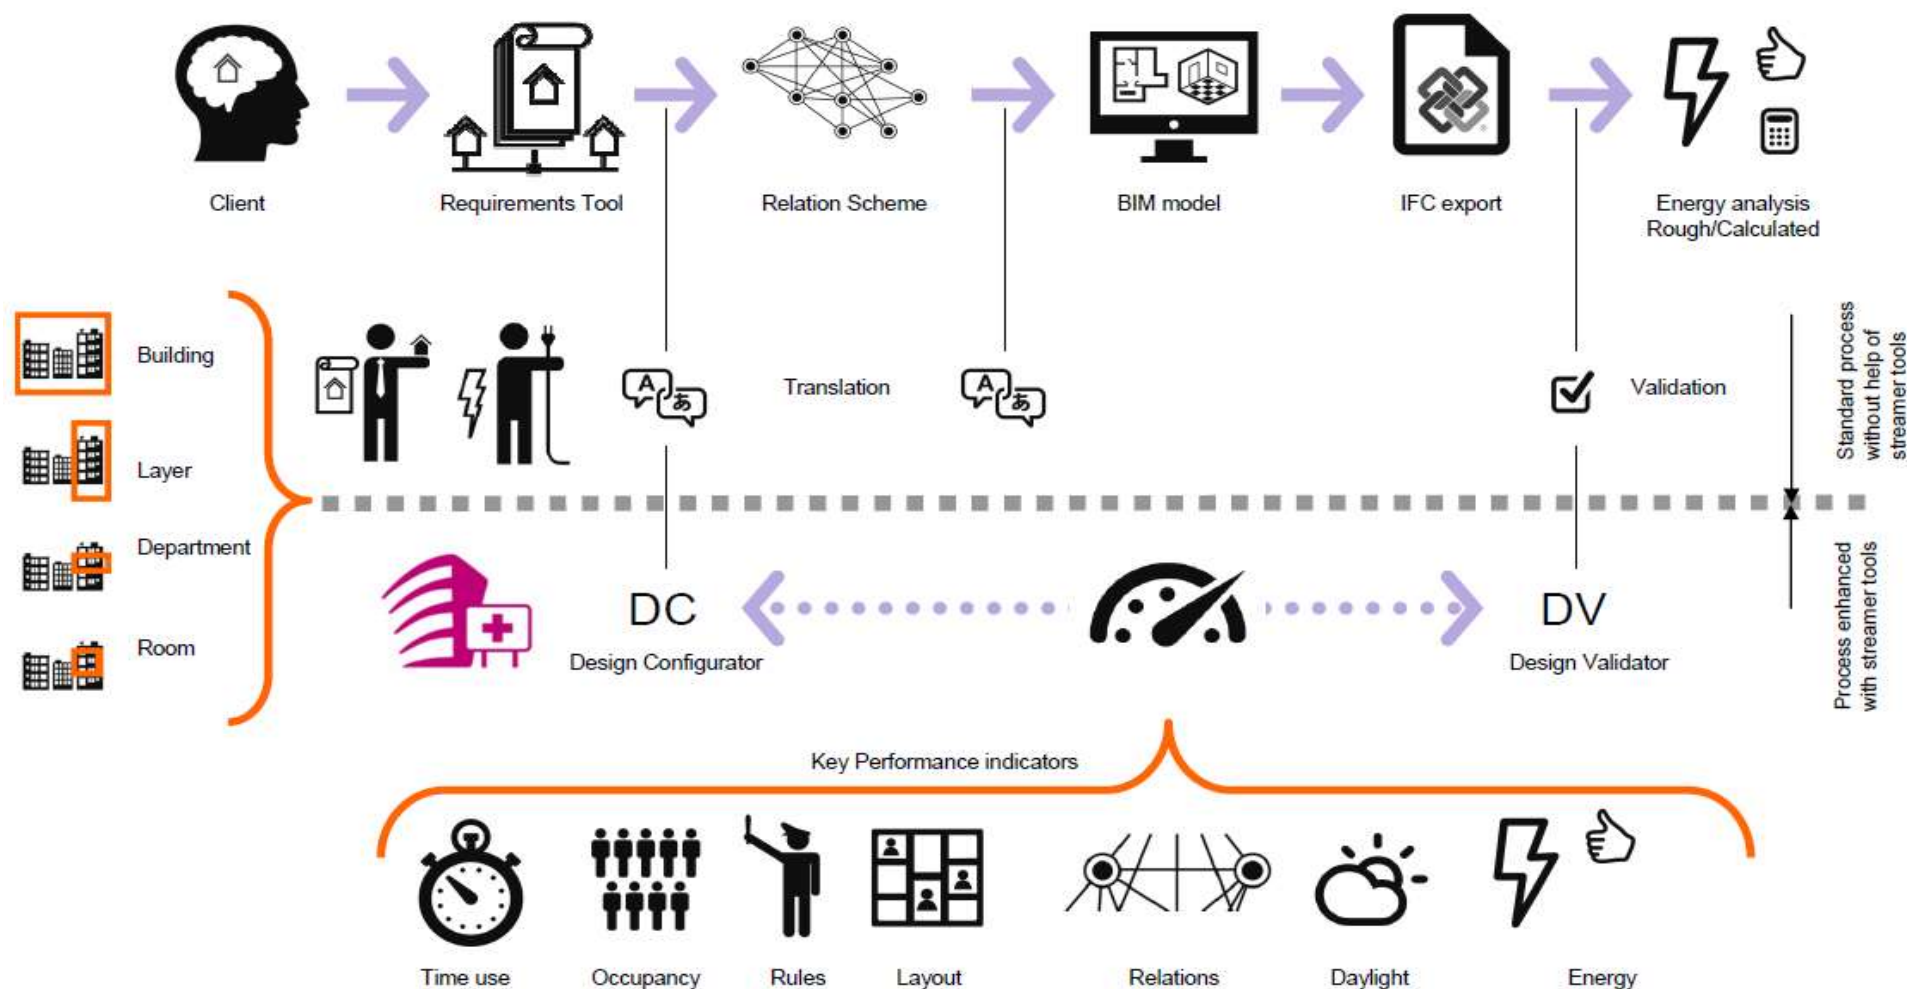 Client
Requirements Tool
Relation Scheme
BIM model
IFC export
Energy analysis
Rough/Calculated
Building
Layer
Department
Room
A
あ
Translation
A
あ
Validation
Standard process
without help of
streamer tools
DC
Design Configurator
DV
Design Validator
Process enhanced
with streamer tools
Key Performance indicators
Time use
Occupancy
Rules
Layout
Relations
Daylight
Energy